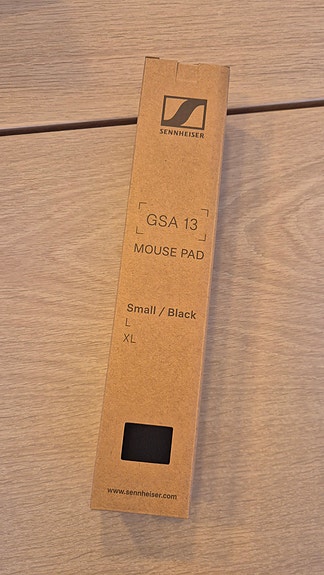 SENNHEISER
GSA 13
MOUSE PAD
Small / Black
L
XL
www.sennheiser.com